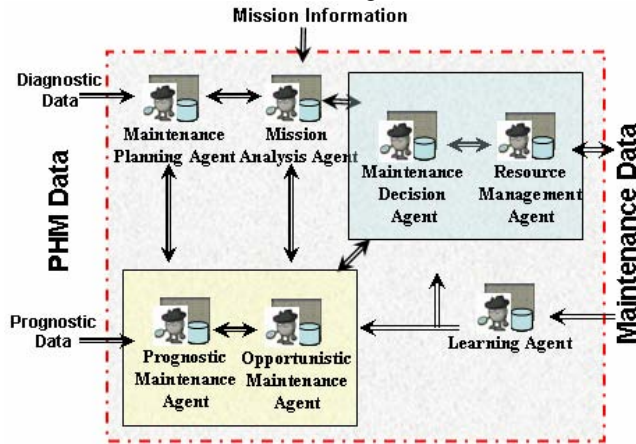 Mission Information
Diagnostic
Data
Maintenance
Planning Agent
Mission
Analysis Agent
Maintenance
Decision
Agent
Resource
Management
Agent
PHM Data
Maintenance Data
Prognostic
Data
Prognostic
Maintenance
Agent
Opportunistic
Maintenance
Agent
Learning Agent